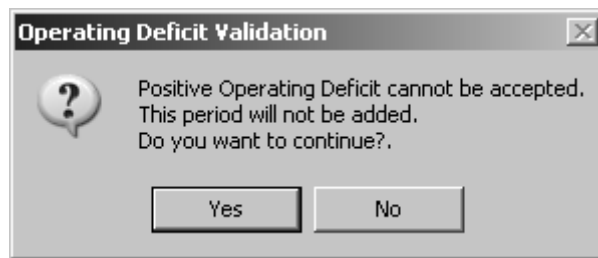 Operating Deficit Validation
Positive Operating Deficit cannot be accepted.
This period will not be added.
Do you want to continue?.
Yes No